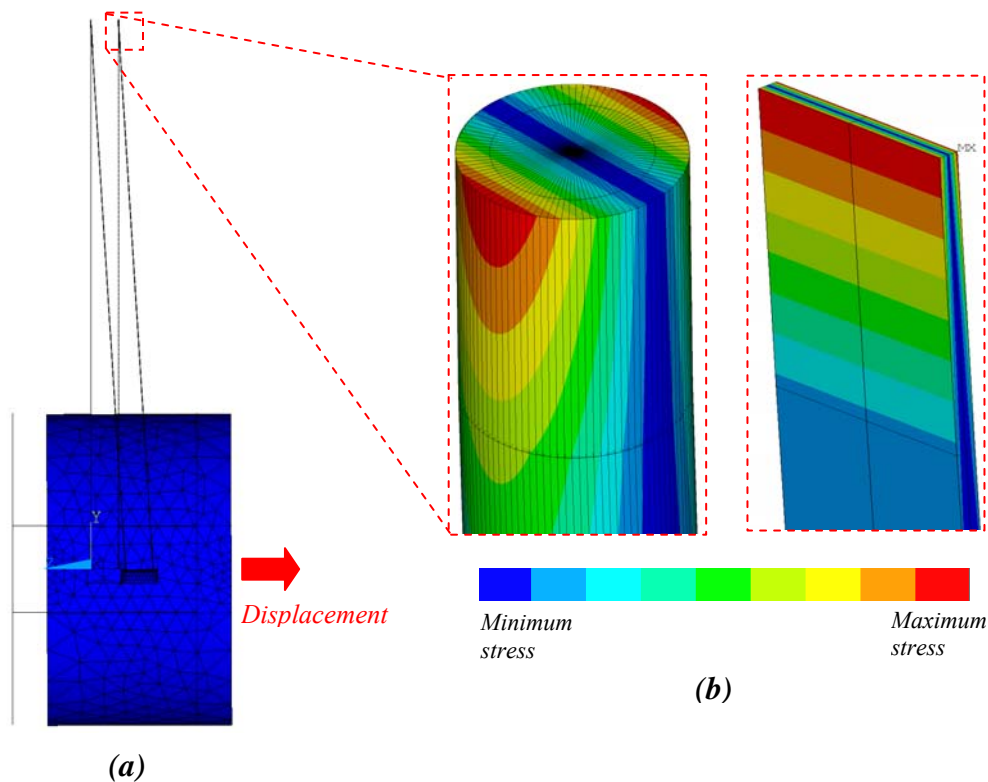 MX
Y
Z
Displacement
Minimum
stress
Maximum
stress
(b)
(a)